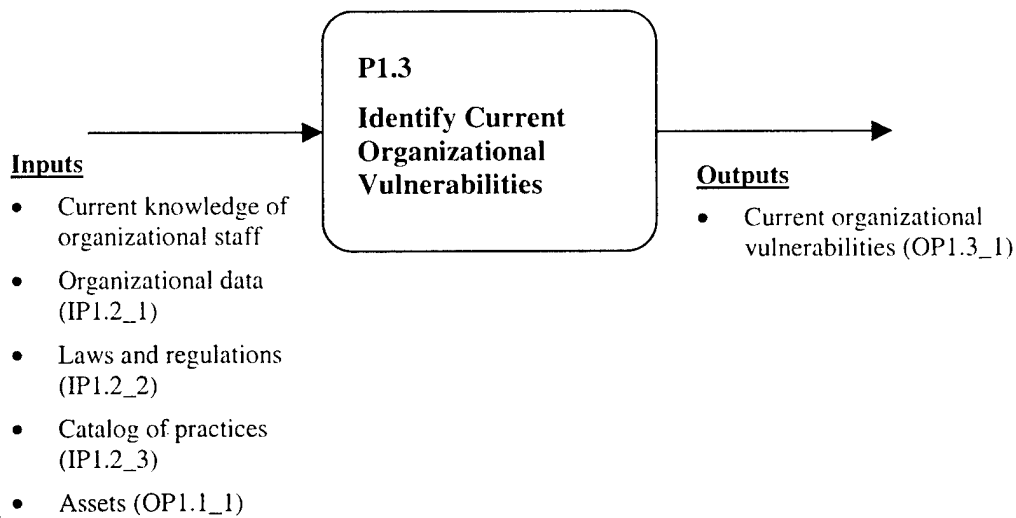 P1.3
Identify Current
Organizational
Vulnerabilities
Inputs
• Current knowledge of
organizational staff
• Organizational data
(IP1.2_1)
• Laws and regulations
(IP1.2_2)
• Catalog of practices
(IP1.2_3)
• Assets (OP1.1_1)
Outputs
• Current organizational
vulnerabilities (OP1.3_1)